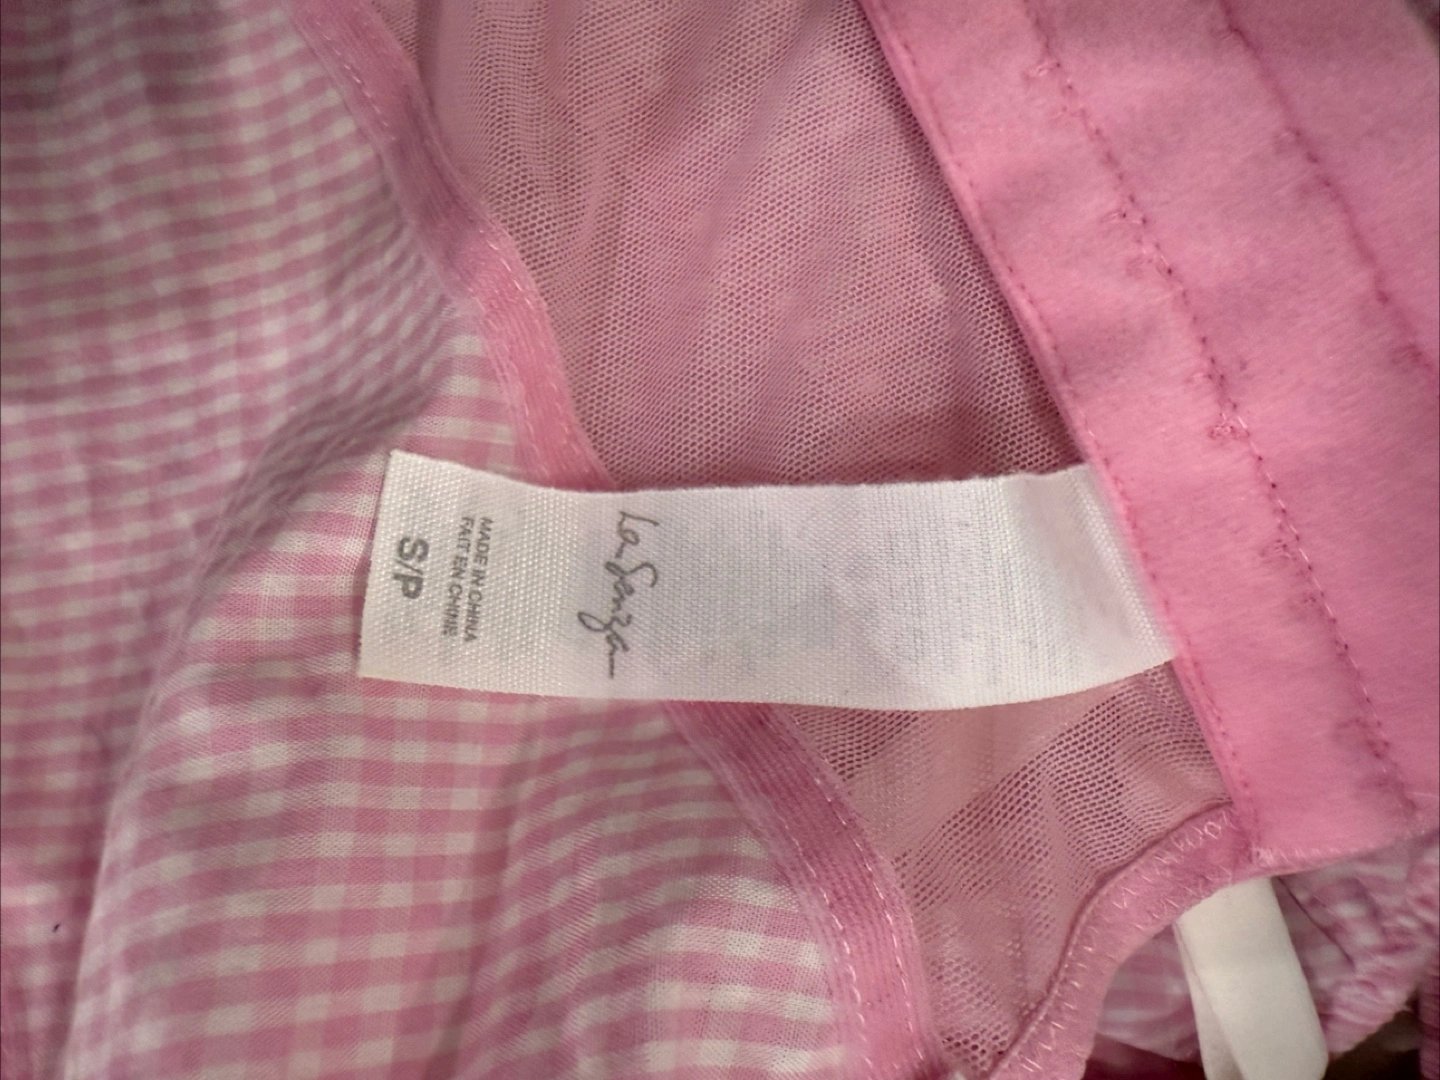 La Senza
MADE IN CHINA
FAIT EN CHINE
S/P